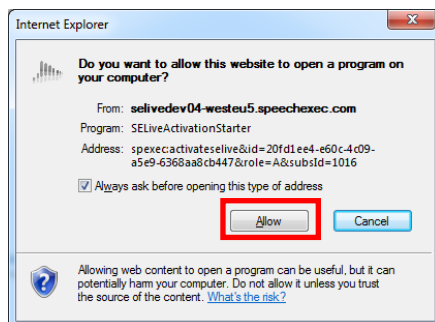 Internet Explorer
Do you want to allow this website to open a program on
your computer?
From: selivedev04-westeu5.speechexec.com
Program: SELiveActivationStarter
Address: spexec:activateselive&id=20fd1ee4-e60c-4c09-
a5e9-6368aa8cb447&role=A&subsId=1016
Always ask before opening this type of address
Allow Cancel
Allowing web content to open a program can be useful, but it can
potentially harm your computer. Do not allow it unless you trust
the source of the content. What's the risk?